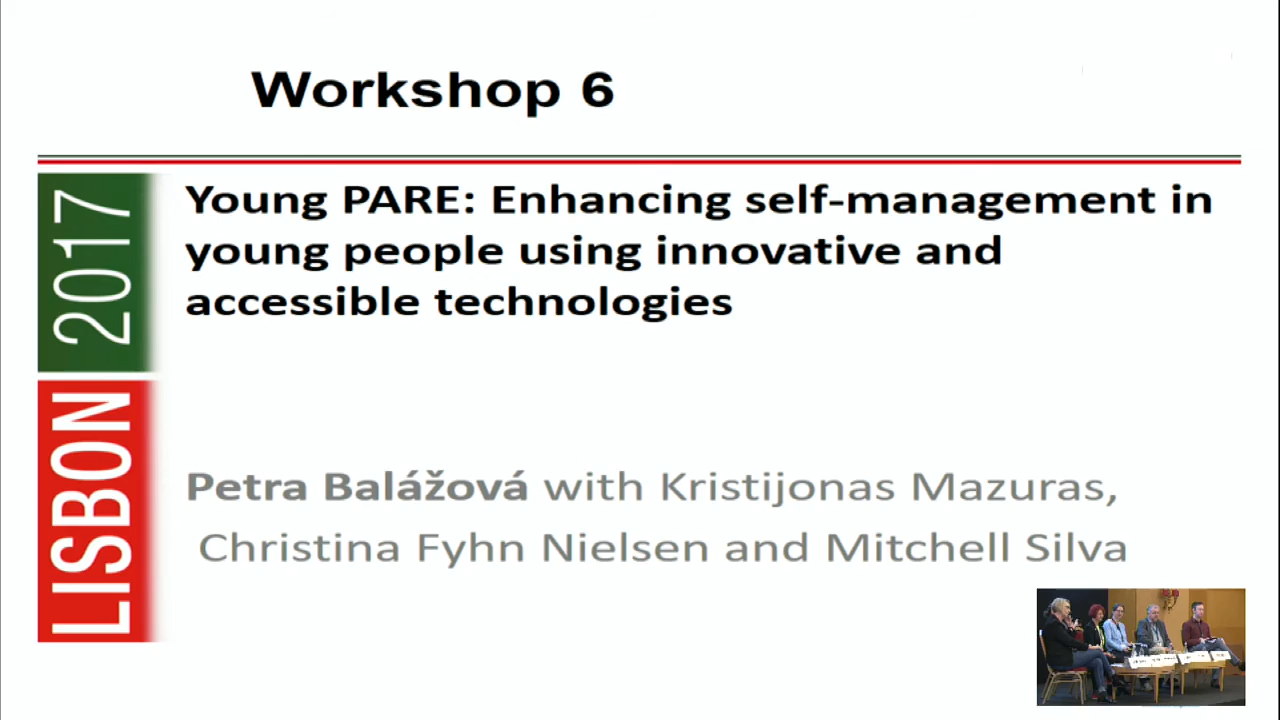 Workshop 6
Young PARE: Enhancing self-management in
young people using innovative and
accessible technologies
LISBON 2017
Petra Balážová with Kristijonas Mazuras,
Christina Fyhn Nielsen and Mitchell Silva